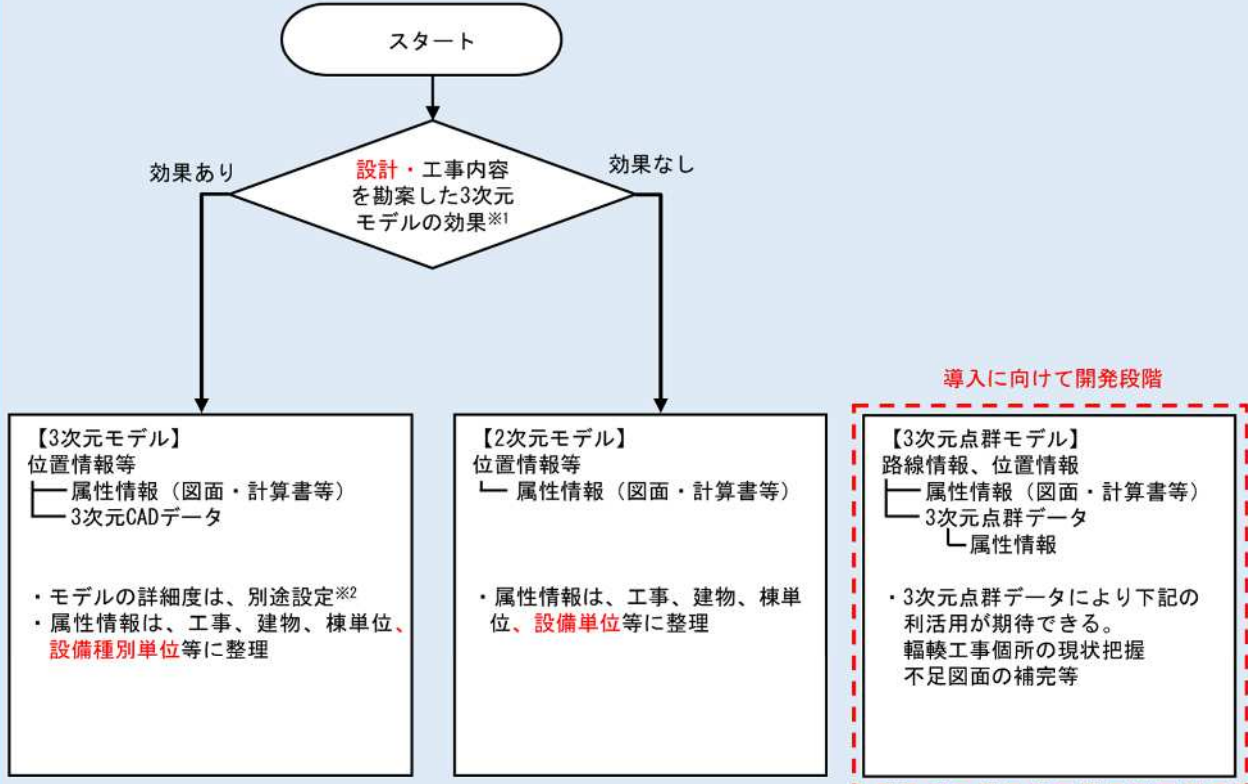 スタート
効果あり
設計・工事内容
を勘案した3次元
モデルの効果※1
効果なし
導入に向けて開発段階
【3次元モデル】
位置情報等
属性情報（図面・計算書等）
3次元CADデータ
・モデルの詳細度は、別途設定※2
・属性情報は、工事、建物、棟単位、
設備種別単位等に整理
【2次元モデル】
位置情報等
属性情報（図面・計算書等）
・属性情報は、工事、建物、棟単
位、設備単位等に整理
【3次元点群モデル】
路線情報、位置情報
属性情報（図面・計算書等）
3次元点群データ
属性情報
・3次元点群データにより下記の
利活用が期待できる。
輻輳工事個所の現状把握
不足図面の補完等